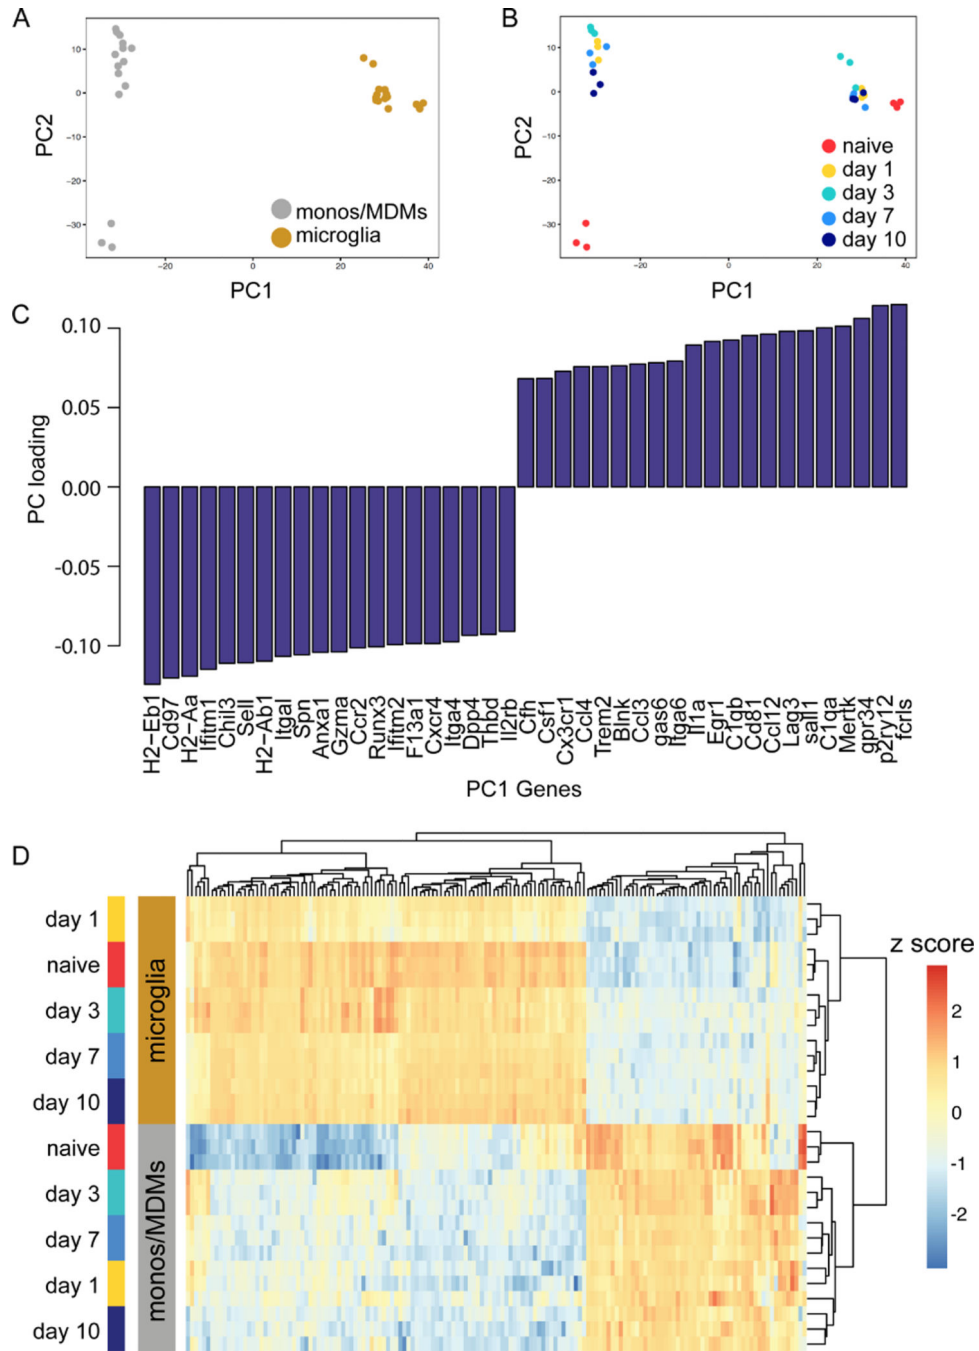 A
10
0
−10
−20
−30
PC2
−20
0
20
40
PC1
monos/MDMs
microglia
B
10
0
−10
−20
−30
PC2
−20
0
20
40
PC1
naive
day 1
day 3
day 7
day 10
C
0.10
0.05
0.00
-0.05
-0.10
PC loading
H2−Eb1
Cd97
H2−Aa
Ifitm1
Chil3
Sell
H2−Ab1
Itgal
Spn
Anxa1
Gzma
Ccr2
Runx3
Ifitm2
F13a1
Cxcr4
Itga4
Dpp4
Thbd
Il2rb
Cfh
Csf1
Cx3cr1
Ccl4
Trem2
Blnk
Ccl3
gas6
Itga6
Il1a
Egr1
C1qb
Cd81
Ccl12
Lag3
sall1
C1qa
Mertk
gpr34
p2ry12
fcrls
PC1 Genes
D
day 1
naive
day 3
day 7
day 10
naive
day 3
day 7
day 1
day 10
microglia
monos/MDMs
z score
2
1
0
-1
-2